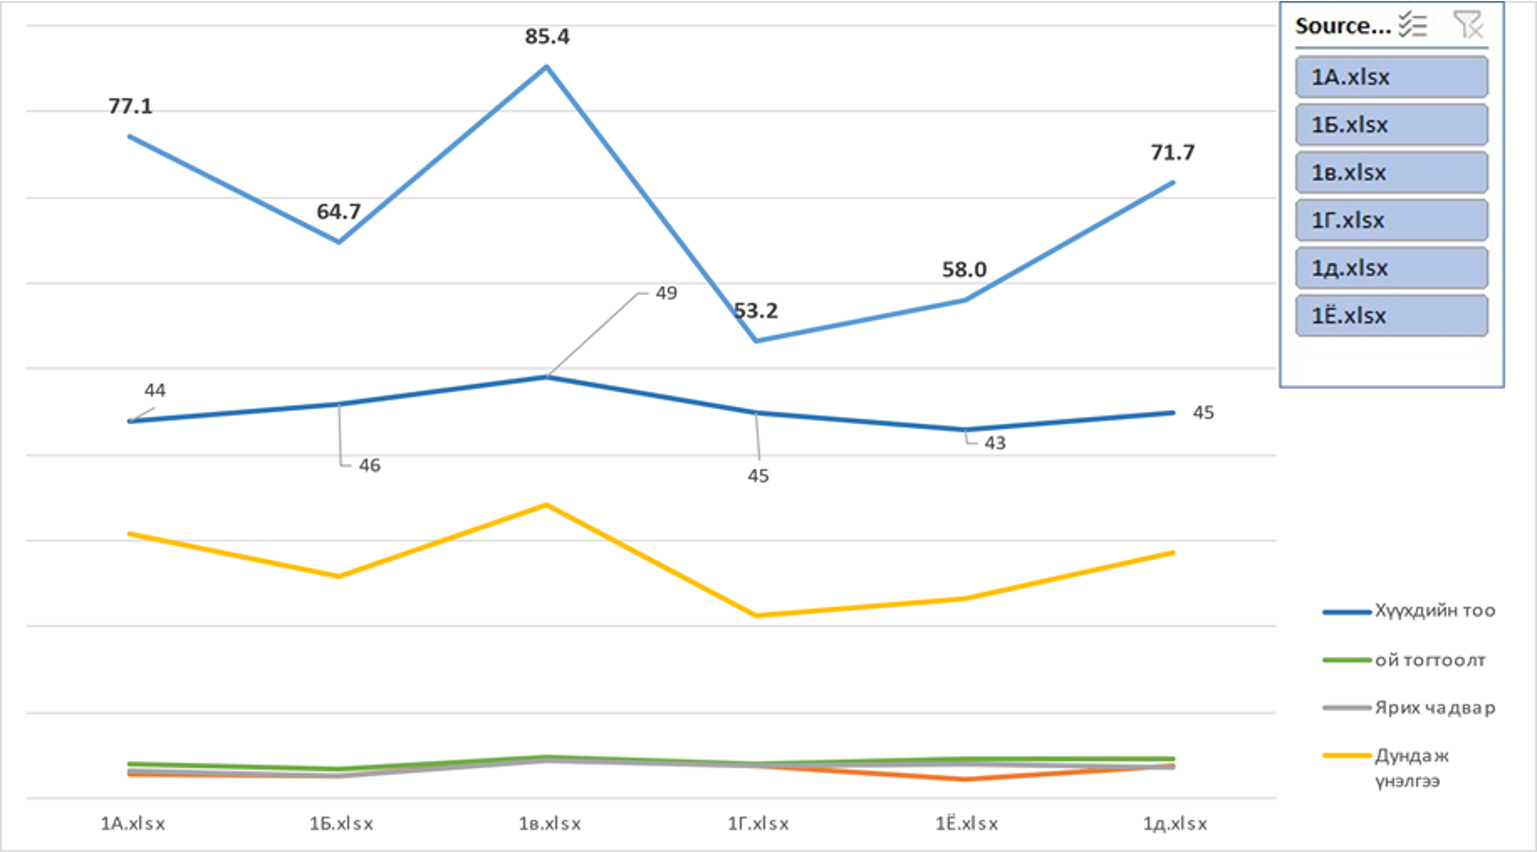 85.4
77.1
71.7
64.7
58.0
53.2
49
44
45
46
43
45
1А.xlsx
1Б.xlsx
1в.xlsx
1Г.xlsx
1Ё.xlsx
1д.xlsx
Source...
1А.xlsx
1Б.xlsx
1в.xlsx
1Г.xlsx
1д.xlsx
1Ё.xlsx
Хүүхдийн тоо
ой тогтоолт
Ярих чадвар
Дундаж
үнэлгээ